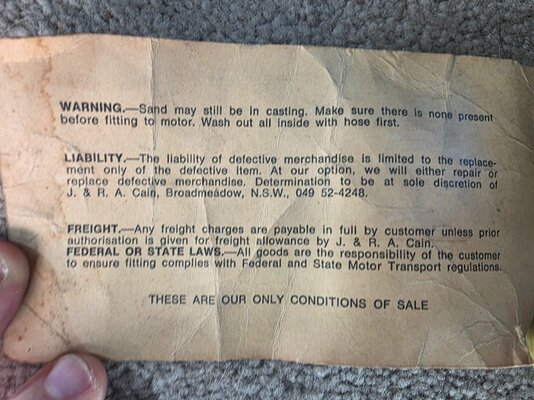 WARNING.—Sand may still be in casting. Make sure there is none present
before fitting to motor. Wash out all inside with hose first.
LIABILITY.—The liability of defective merchandise is limited to the replace-
ment only of the defective item. At our option, we will either repair or
replace defective merchandise. Determination to be at sole discretion of
J. & R. A. Cain, Broadmeadow, N.S.W., 049 52-4248.
FREIGHT.—Any freight charges are payable in full by customer unless prior
authorisation is given for freight allowance by J. & R. A. Cain.
FEDERAL OR STATE LAWS.—All goods are the responsibility of the customer
to ensure fitting complies with Federal and State Motor Transport regulations.
THESE ARE OUR ONLY CONDITIONS OF SALE